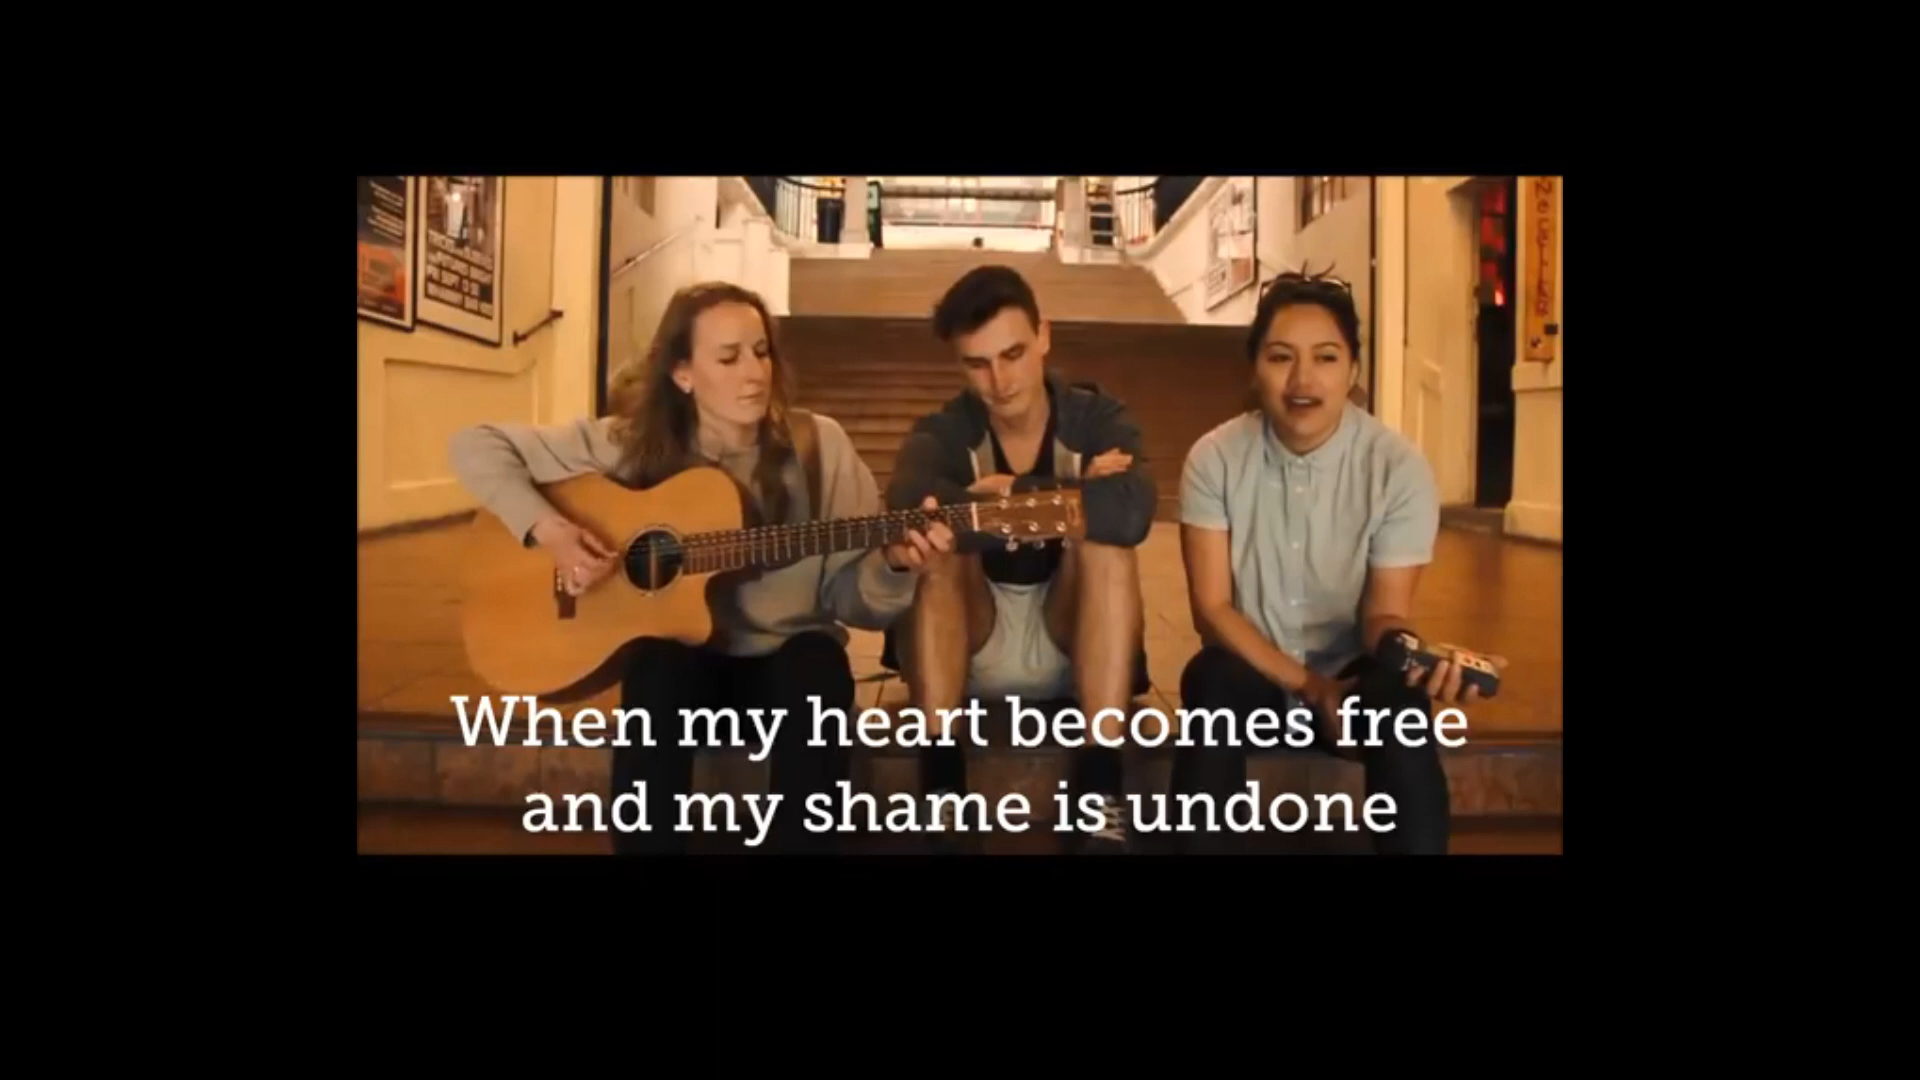 When my heart becomes free
and my shame is undone